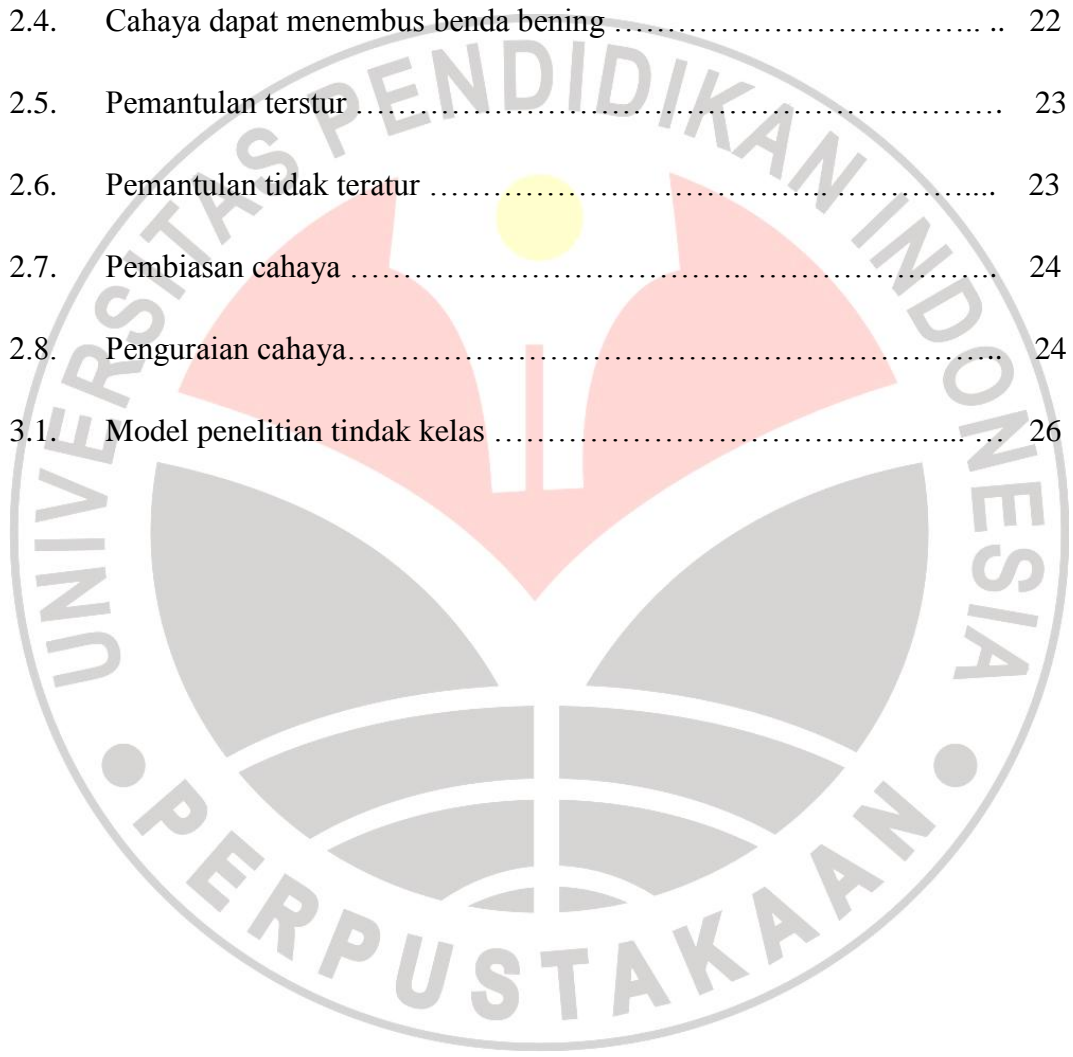 2.4. Cahaya dapat menembus benda bening …………………………….. .. 22
2.5. Pemantulan terstur ………………………………………………………. 23
2.6. Pemantulan tidak teratur ………………………………………………... 23
2.7. Pembiasan cahaya ……………………………….. ………………….. 24
2.8. Penguraian cahaya……………………………………………………….. 24
3.1. Model penelitian tindak kelas ……………………………………... … 26
UNIVERSITAS PENDIDIKAN INDONESIA
PERPUSTAKAAN